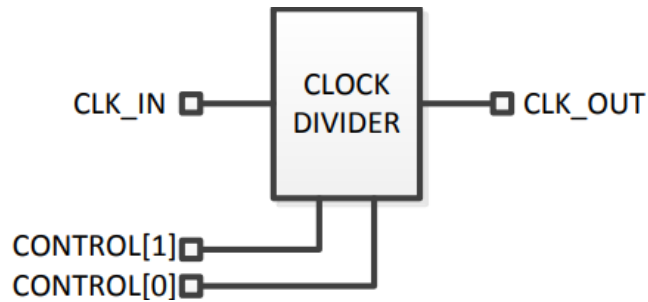 CLOCK
DIVIDER
CLK_IN
CLK_OUT
CONTROL[1]
CONTROL[0]